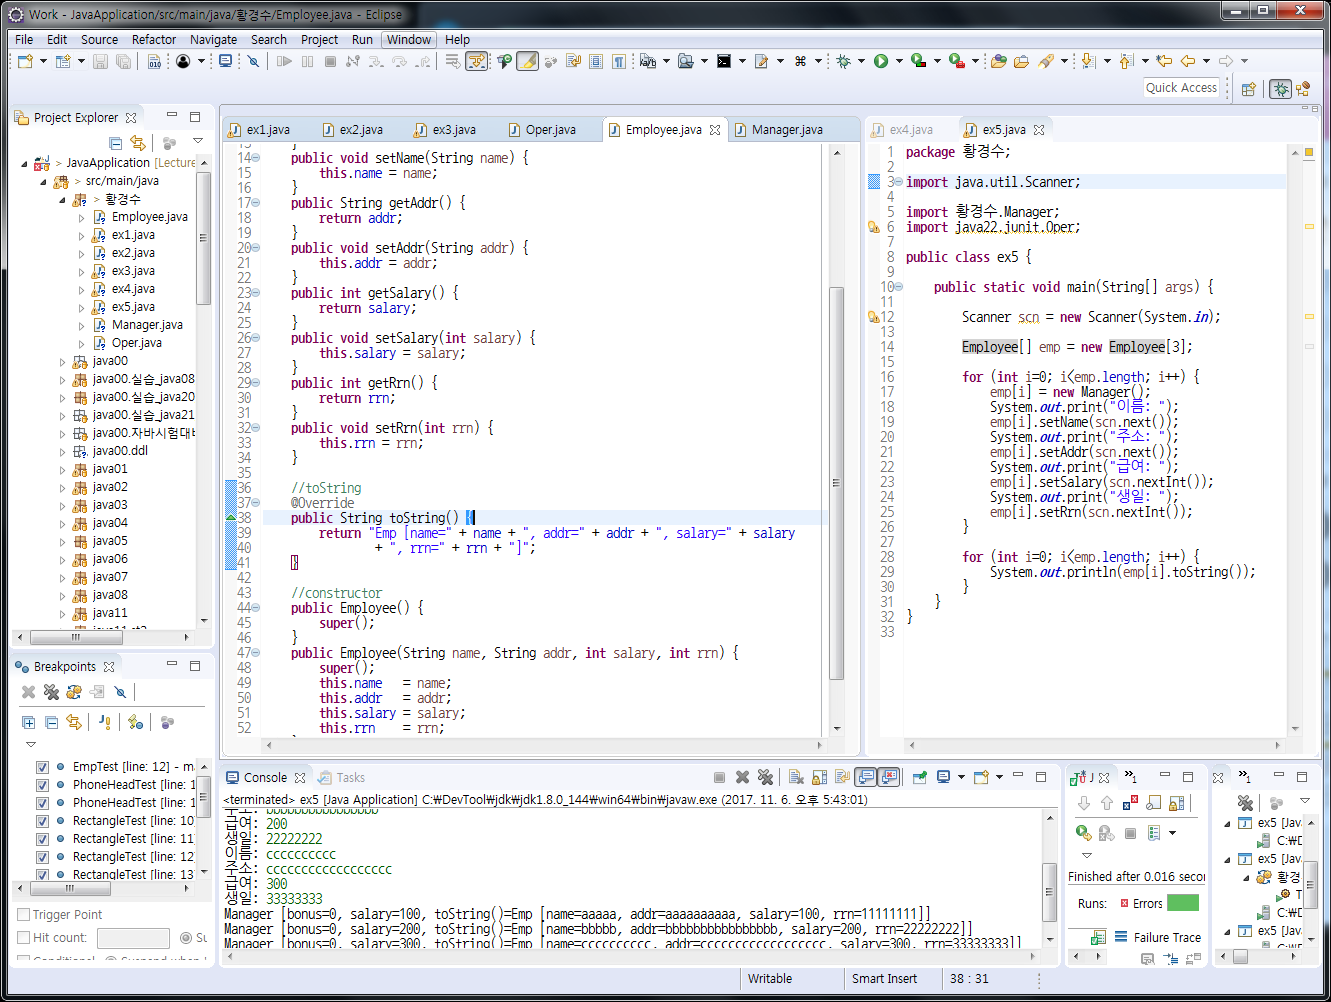 Work - JavaApplication/src/main/java/황경수/Employee.java - Eclipse
File Edit Source Refactor Navigate Search Project Run Window Help
Quick Access
Project Explorer
> JavaApplication [Lecture
> src/main/java
> 황경수
Employee.java
ex1.java
ex2.java
ex3.java
ex4.java
ex5.java
Manager.java
Oper.java
java00
java00.실습_java08
java00.실습_java20
java00.실습_java21
java00.자바시험대비
java00.ddl
java01
java02
java03
java04
java05
java06
java07
java08
java11
Breakpoints
EmpTest [line: 12] - m
PhoneHeadTest [line: 1
PhoneHeadTest [line: 1
RectangleTest [line: 10]
RectangleTest [line: 11]
RectangleTest [line: 12]
RectangleTest [line: 13]
Trigger Point
Hit count: Su
ex1.java ex2.java ex3.java Oper.java Employee.java Manager.java
13 }
14 public void setName(String name) {
15 this.name = name;
16 }
17 public String getAddr() {
18 return addr;
19 }
20 public void setAddr(String addr) {
21 this.addr = addr;
22 }
23 public int getSalary() {
24 return salary;
25 }
26 public void setSalary(int salary) {
27 this.salary = salary;
28 }
29 public int getRrn() {
30 return rrn;
31 }
32 public void setRrn(int rrn) {
33 this.rrn = rrn;
34 }
35
36 //toString
37 @Override
38 public String toString() {
39 return "Emp [name=" + name + ", addr=" + addr + ", salary=" + salary
40 + ", rrn=" + rrn + "]";
41 }
42
43 //constructor
44 public Employee() {
45 super();
46 }
47 public Employee(String name, String addr, int salary, int rrn) {
48 super();
49 this.name = name;
50 this.addr = addr;
51 this.salary = salary;
52 this.rrn = rrn;
ex4.java ex5.java
1 package 황경수;
2
3 import java.util.Scanner;
4
5 import 황경수.Manager;
6 import java22.junit.Oper;
7
8 public class ex5 {
9
10 public static void main(String[] args) {
11
12 Scanner scn = new Scanner(System.in);
13
14 Employee[] emp = new Employee[3];
15
16 for (int i=0; i<emp.length; i++) {
17 emp[i] = new Manager();
18 System.out.print("이름: ");
19 emp[i].setName(scn.next());
20 System.out.print("주소: ");
21 emp[i].setAddr(scn.next());
22 System.out.print("급여: ");
23 emp[i].setSalary(scn.nextInt());
24 System.out.print("생일: ");
25 emp[i].setRrn(scn.nextInt());
26 }
27
28 for (int i=0; i<emp.length; i++) {
29 System.out.println(emp[i].toString());
30 }
31 }
32 }
33
Console Tasks
<terminated> ex5 [Java Application] C:₩DevTool₩jdk₩jdk1.8.0_144₩win64₩bin₩javaw.exe (2017. 11. 6. 오후 5:43:01)
주소: bbbbbbbbbbbbbbbb
급여: 200
생일: 22222222
이름: cccccccccc
주소: cccccccccccccccccc
급여: 300
생일: 33333333
Manager [bonus=0, salary=100, toString()=Emp [name=aaaaa, addr=aaaaaaaaaa, salary=100, rrn=11111111]]
Manager [bonus=0, salary=200, toString()=Emp [name=bbbbb, addr=bbbbbbbbbbbbbbbb, salary=200, rrn=22222222]]
Manager [bonus=0, salary=300, toString()=Emp [name=cccccccccc, addr=cccccccccccccccccc, salary=300, rrn=33333333]]
J
Finished after 0.016 secor
Runs: Errors
Failure Trace
ex5 [Java
C:₩D
ex5 [Java
황경
T
C:₩D
ex5 [Java
Writable Smart Insert 38 : 31